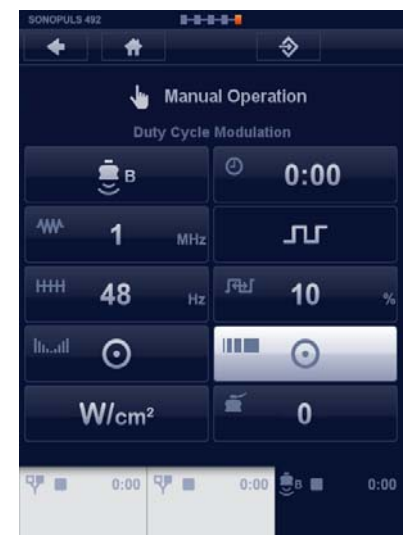 SONOPULS 492
Manual Operation
Duty Cycle Modulation
B
0:00
1 MHz
48 Hz
10 %
W/cm²
0
0:00
0:00
B
0:00